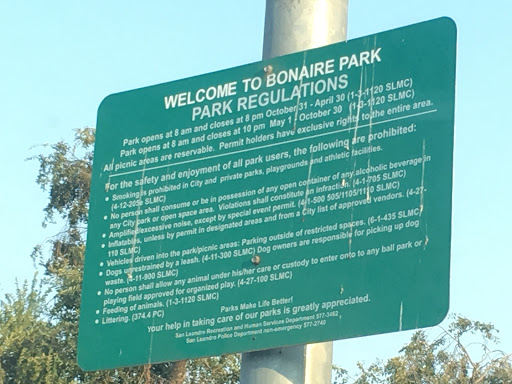 WELCOME TO BONAIRE PARK
PARK REGULATIONS
Park opens at 8 am and closes at 8 pm October 31 - April 30 (1-3-1120 SLMC)
Park opens at 8 am and closes at 10 pm May 1 - October 30 (1-3-1120 SLMC)
All picnic areas are reservable. Permit holders have exclusive rights to the entire area.
For the safety and enjoyment of all park users, the following are prohibited:
• Smoking is prohibited in City and private parks, playgrounds and athletic facilities.
(4-12-205e SLMC)
• No person shall consume or be in possession of any open container of any alcoholic beverage in
any City park or open space area. Violations shall constitute an infraction. (4-1-705 SLMC)
• Amplified/excessive noise, except by special event permit. (4-1-500 505/1105/1110 SLMC)
• Inflatables, unless by permit in designated areas and from a City list of approved vendors. (4-27-
110 SLMC)
• Vehicles driven into the park/picnic areas: Parking outside of restricted spaces. (6-1-435 SLMC)
• Dogs unrestrained by a leash. (4-11-300 SLMC) Dog owners are responsible for picking up dog
waste. (4-11-900 SLMC)
• No person shall allow any animal under his/her care or custody to enter onto to any ball park or
playing field approved for organized play. (4-27-100 SLMC)
• Feeding of animals. (1-3-1120 SLMC)
• Littering. (374.4 PC)
Parks Make Life Better!
Your help in taking care of our parks is greatly appreciated.
San Leandro Recreation and Human Services Department 577-3462
San Leandro Police Department non-emergency 577-2740